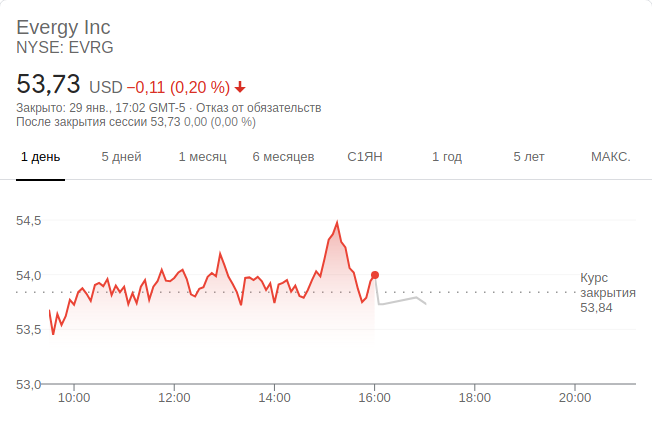 Evergy Inc
NYSE: EVRG
53,73 USD −0,11 (0,20 %)
Закрыто: 29 янв., 17:02 GMT-5 · Отказ от обязательств
После закрытия сессии 53,73 0,00 (0,00 %)
1 день 5 дней 1 месяц 6 месяцев С1ЯН 1 год 5 лет МАКС.
54,5
54,0
53,5
53,0
Курс
закрытия
53,84
10:00 12:00 14:00 16:00 18:00 20:00